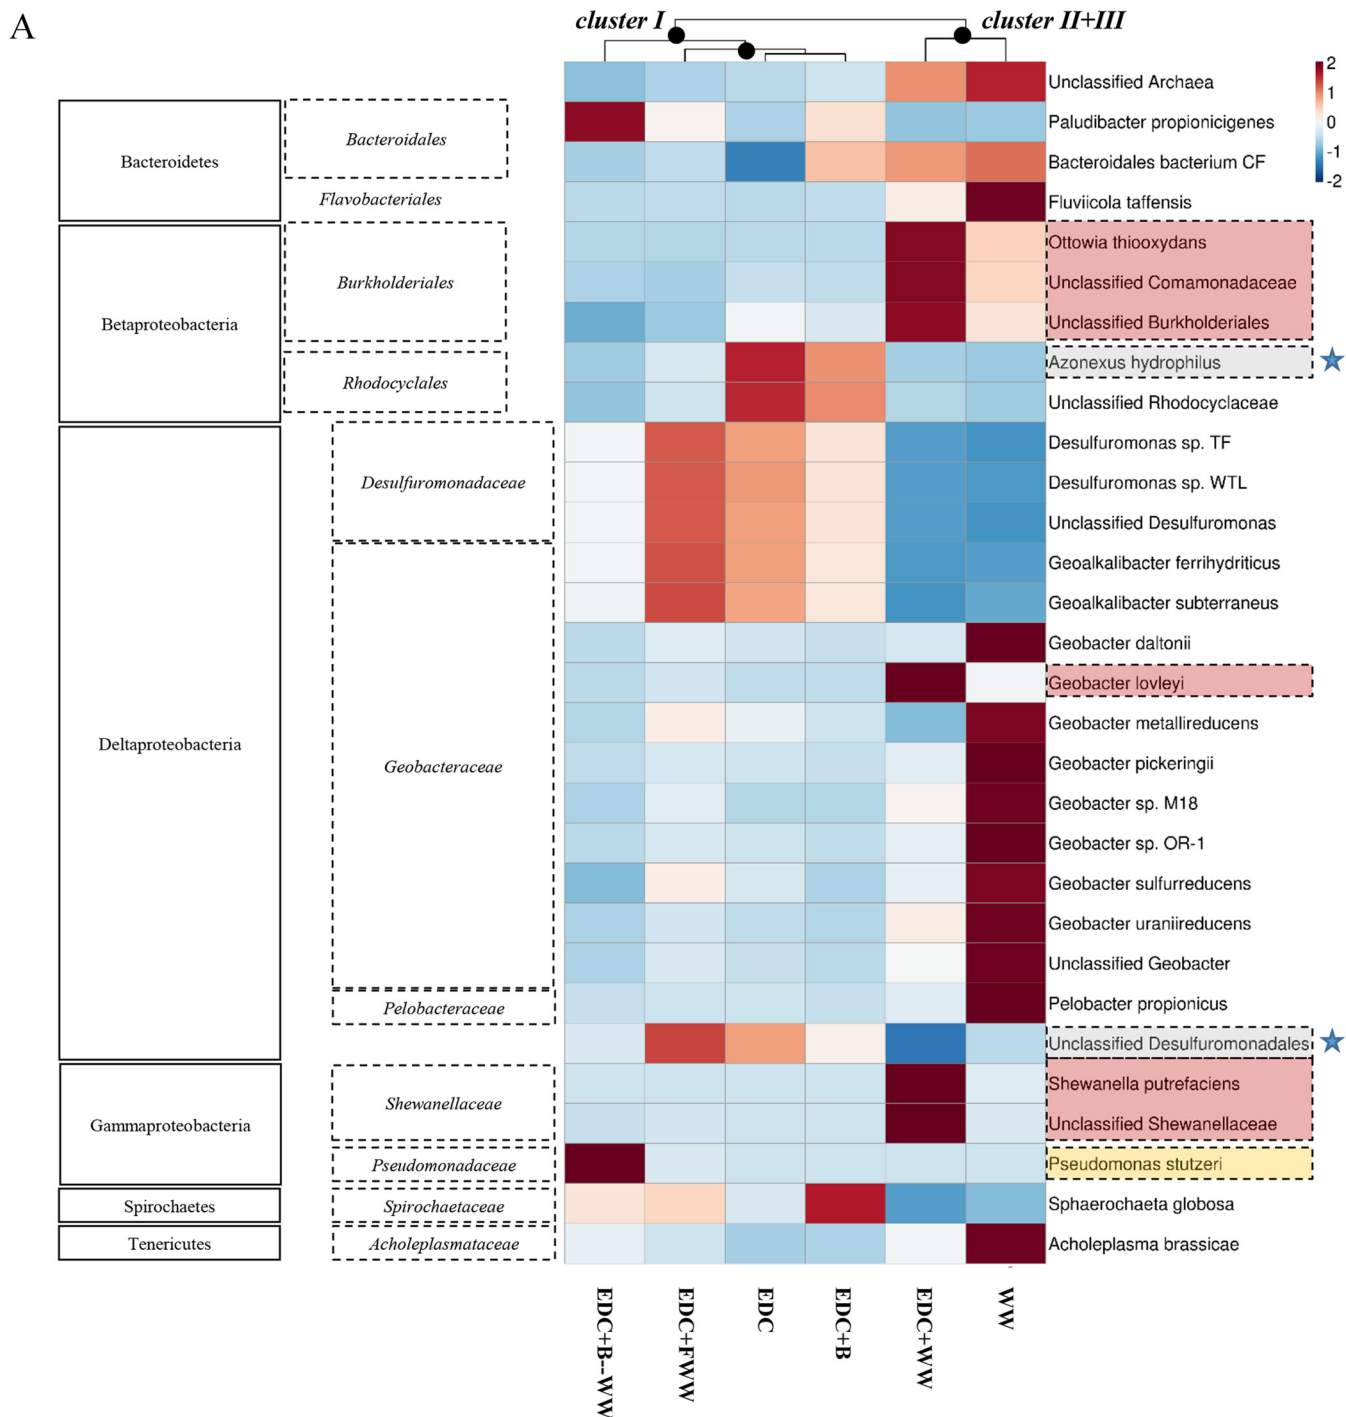 A
cluster I
cluster II+III
2
1
0
-1
-2
Unclassified Archaea
Bacteroidetes
Bacteroidales
Paludibacter propionicigenes
Bacteroidales bacterium CF
Flavobacteriales
Fluviicola taffensis
Betaproteobacteria
Burkholderiales
Ottowia thiooxydans
Unclassified Comamonadaceae
Unclassified Burkholderiales
Rhodocyclales
Azonexus hydrophilus
Unclassified Rhodocyclaceae
Deltaproteobacteria
Desulfuromonadaceae
Desulfuromonas sp. TF
Desulfuromonas sp. WTL
Unclassified Desulfuromonas
Geobacteraceae
Geoalkalibacter ferrihydriticus
Geoalkalibacter subterraneus
Geobacter daltonii
Geobacter lovleyi
Geobacter metallireducens
Geobacter pickeringii
Geobacter sp. M18
Geobacter sp. OR-1
Geobacter sulfurreducens
Geobacter uraniireducens
Unclassified Geobacter
Pelobacteraceae
Pelobacter propionicus
Unclassified Desulfuromonadales
Gammaproteobacteria
Shewanellaceae
Shewanella putrefaciens
Unclassified Shewanellaceae
Pseudomonadaceae
Pseudomonas stutzeri
Spirochaetes
Spirochaetaceae
Sphaerochaeta globosa
Tenericutes
Acholeplasmataceae
Acholeplasma brassicae
EDC+B--WW
EDC+FWW
EDC
EDC+B
EDC+WW
WW